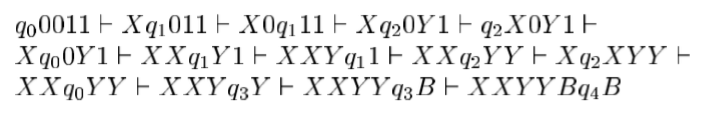 q₀0011 ⊢ Xq₁011 ⊢ X0q₁11 ⊢ Xq₂0Y1 ⊢ q₂X0Y1 ⊢
Xq₀0Y1 ⊢ XXq₁Y1 ⊢ XXYq₁1 ⊢ XXq₂YY ⊢ Xq₂XYY ⊢
XXq₀YY ⊢ XXYq₃Y ⊢ XXYYq₃B ⊢ XXYYBq₄B